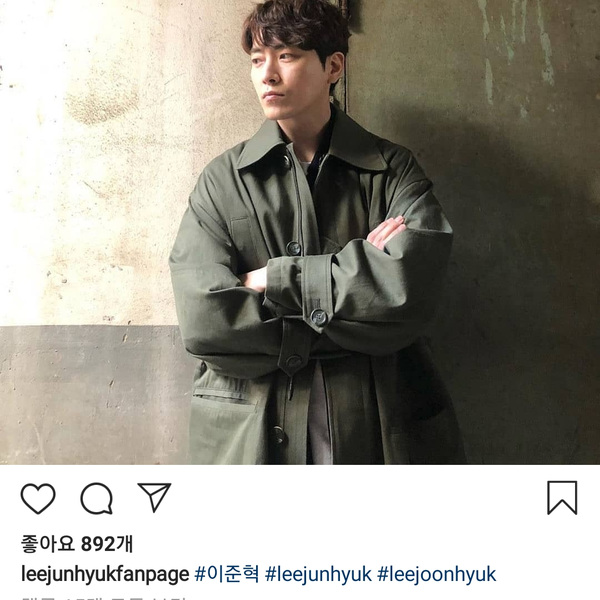 좋아요 892개
leejunhyukfanpage #이준혁 #leejunhyuk #leejoonhyuk